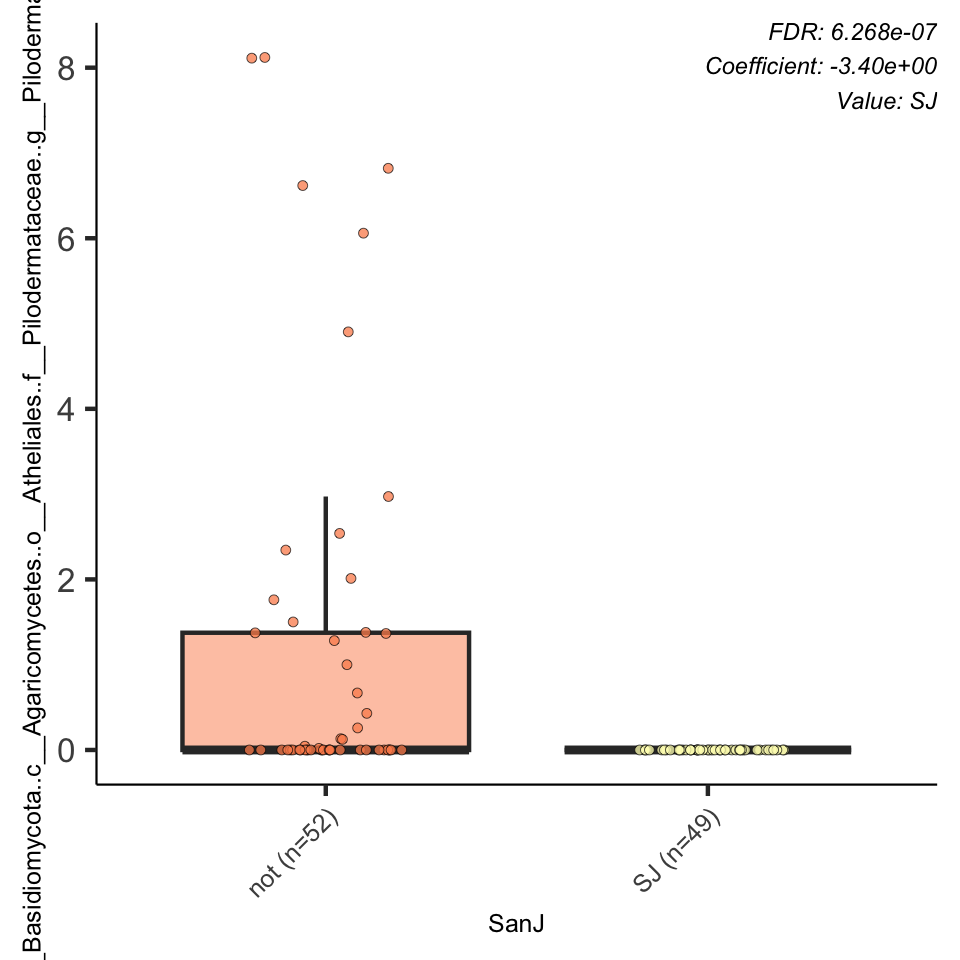 FDR: 6.268e-07
Coefficient: -3.40e+00
Value: SJ
_Basidiomycota..c__Agaricomycetes..o__Atheliales..f__Pilodermataceae..g__Piloderma
8
6
4
2
0
not (n=52)
SJ (n=49)
SanJ